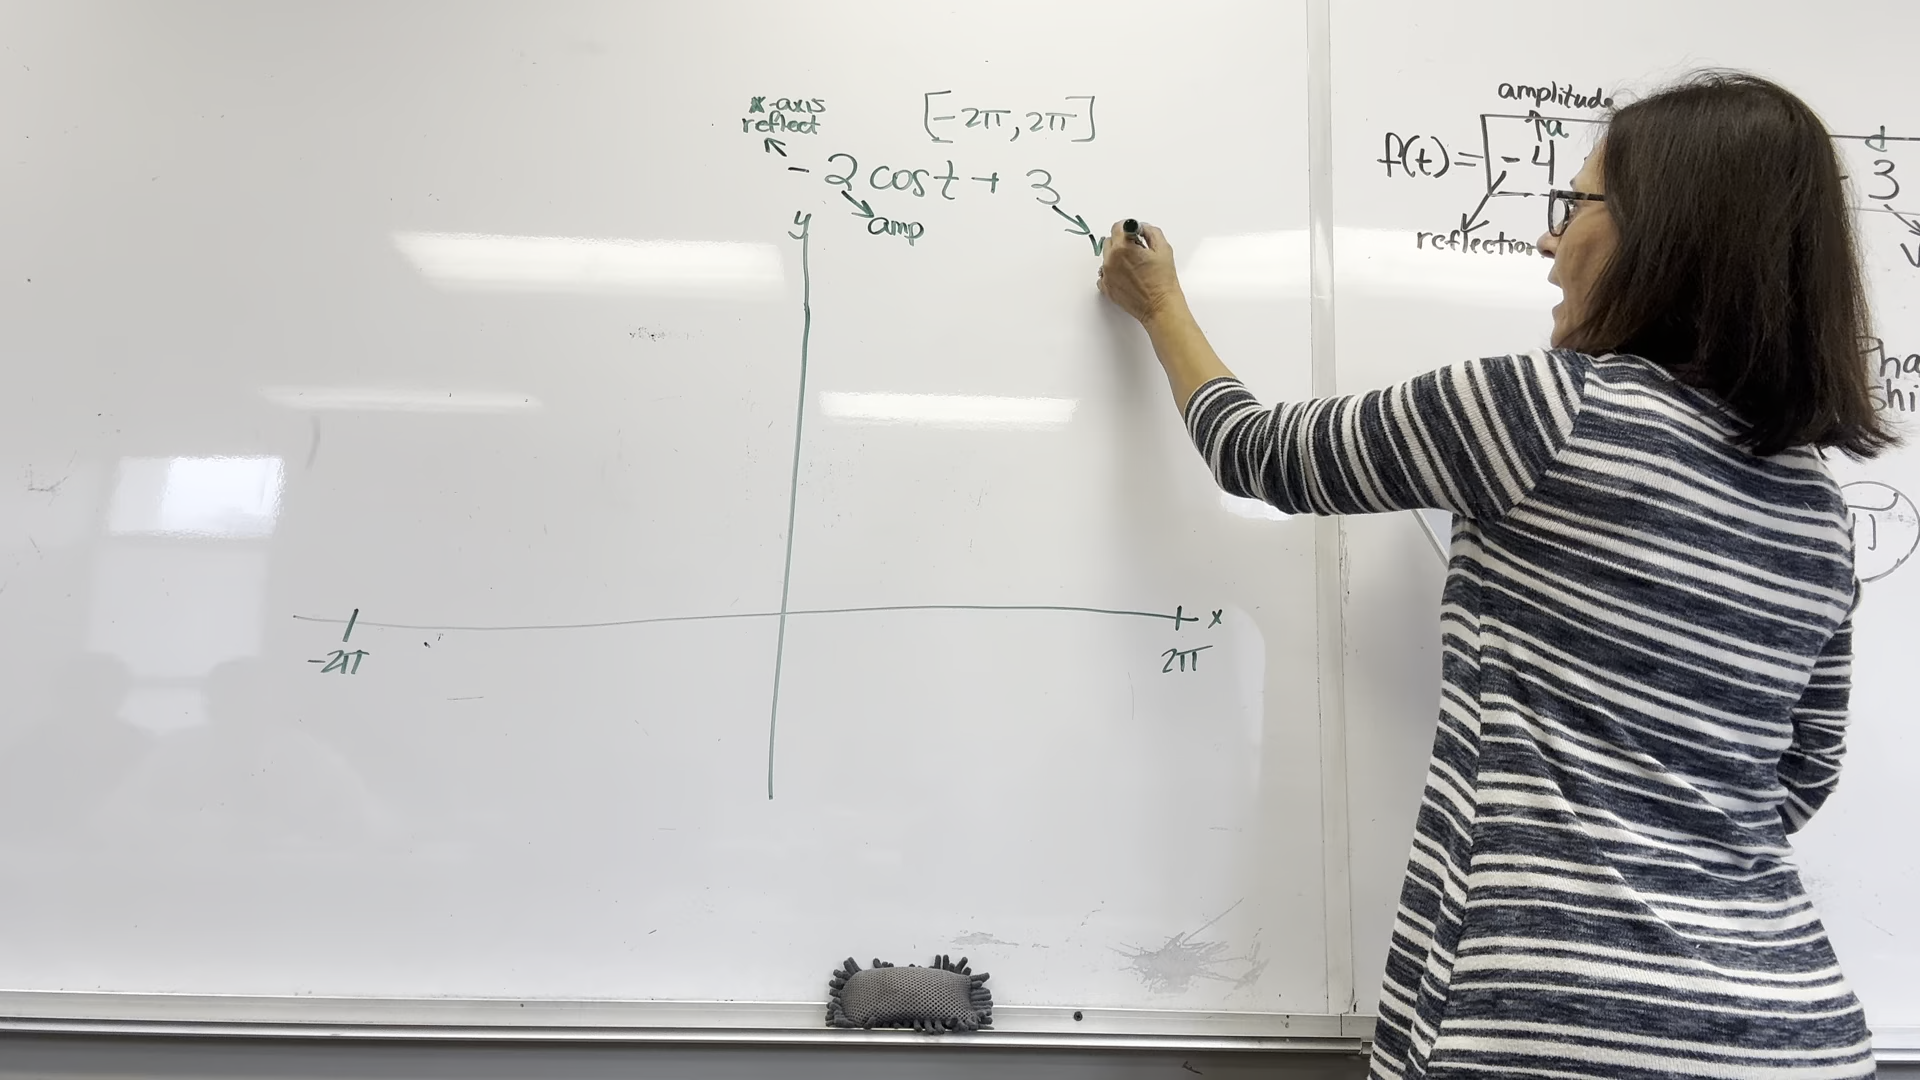 x-axis
reflect
[-2π, 2π]
- 2 cos t + 3
amp
y
x
-2π
2π
amplitude
a
d
f(t) = - 4
3
reflection
π